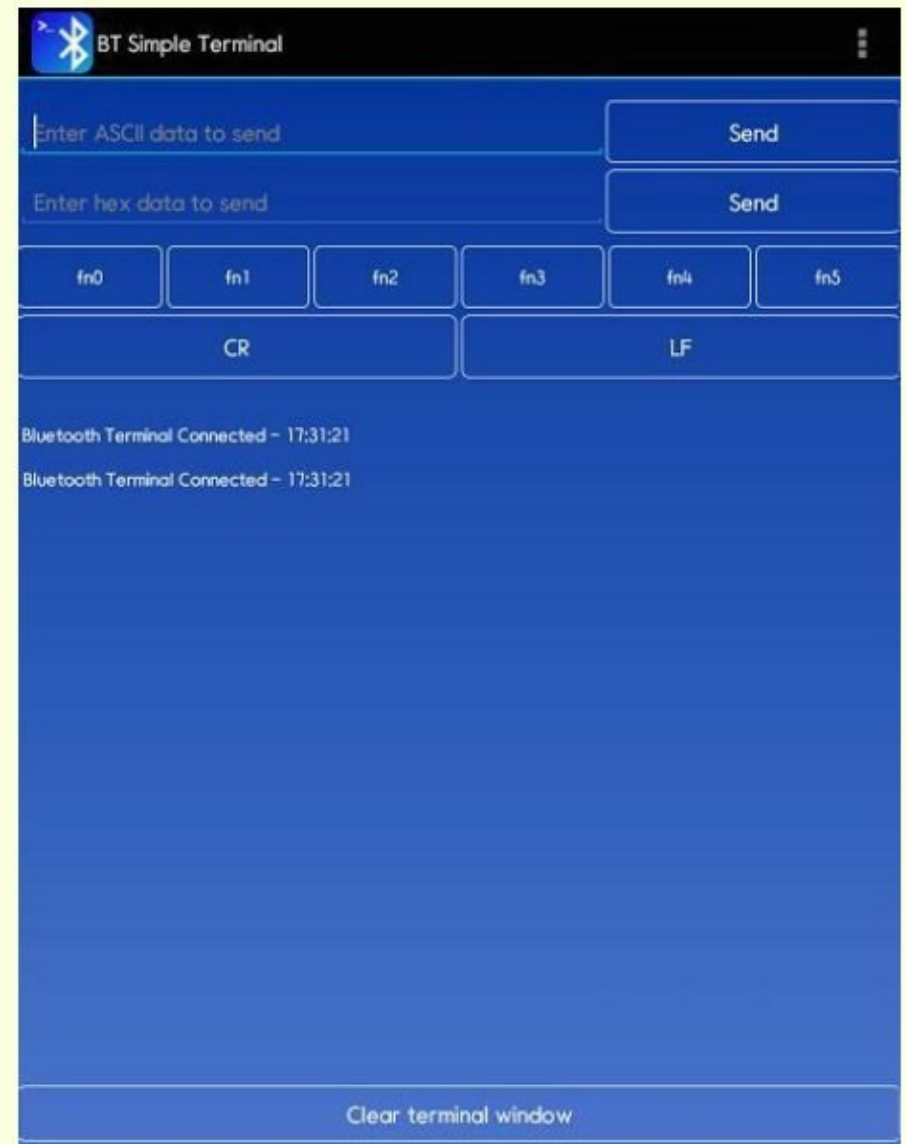 >_ BT Simple Terminal
Enter ASCII data to send Send
Enter hex data to send Send
fn0 fn1 fn2 fn3 fn4 fn5
CR LF
Bluetooth Terminal Connected - 17:31:21
Bluetooth Terminal Connected - 17:31:21
Clear terminal window